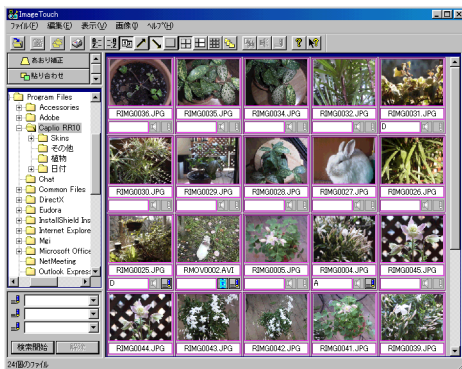 ImageTouch
ファイル(F) 編集(E) 表示(V) 画像(I) ヘルプ(H)
あおり補正
貼り合わせ
Program Files
Accessories
Adobe
Caplio RR10
Skins
その他
植物
日付
Chat
Common Files
DirectX
Eudora
InstallShield Ins
Internet Explore
Mgi
Microsoft Office
NetMeeting
Outlook Express
検索開始
24個のファイル
RIMG0036.JPG RIMG0035.JPG RIMG0034.JPG RIMG0032.JPG RIMG0031.JPG
D
RIMG0030.JPG RIMG0029.JPG RIMG0028.JPG RIMG0027.JPG RIMG0026.JPG
RIMG0025.JPG RMOV0002.AVI RIMG0005.JPG RIMG0004.JPG RIMG0045.JPG
D A
RIMG0044.JPG RIMG0043.JPG RIMG0042.JPG RIMG0041.JPG RIMG0039.JPG